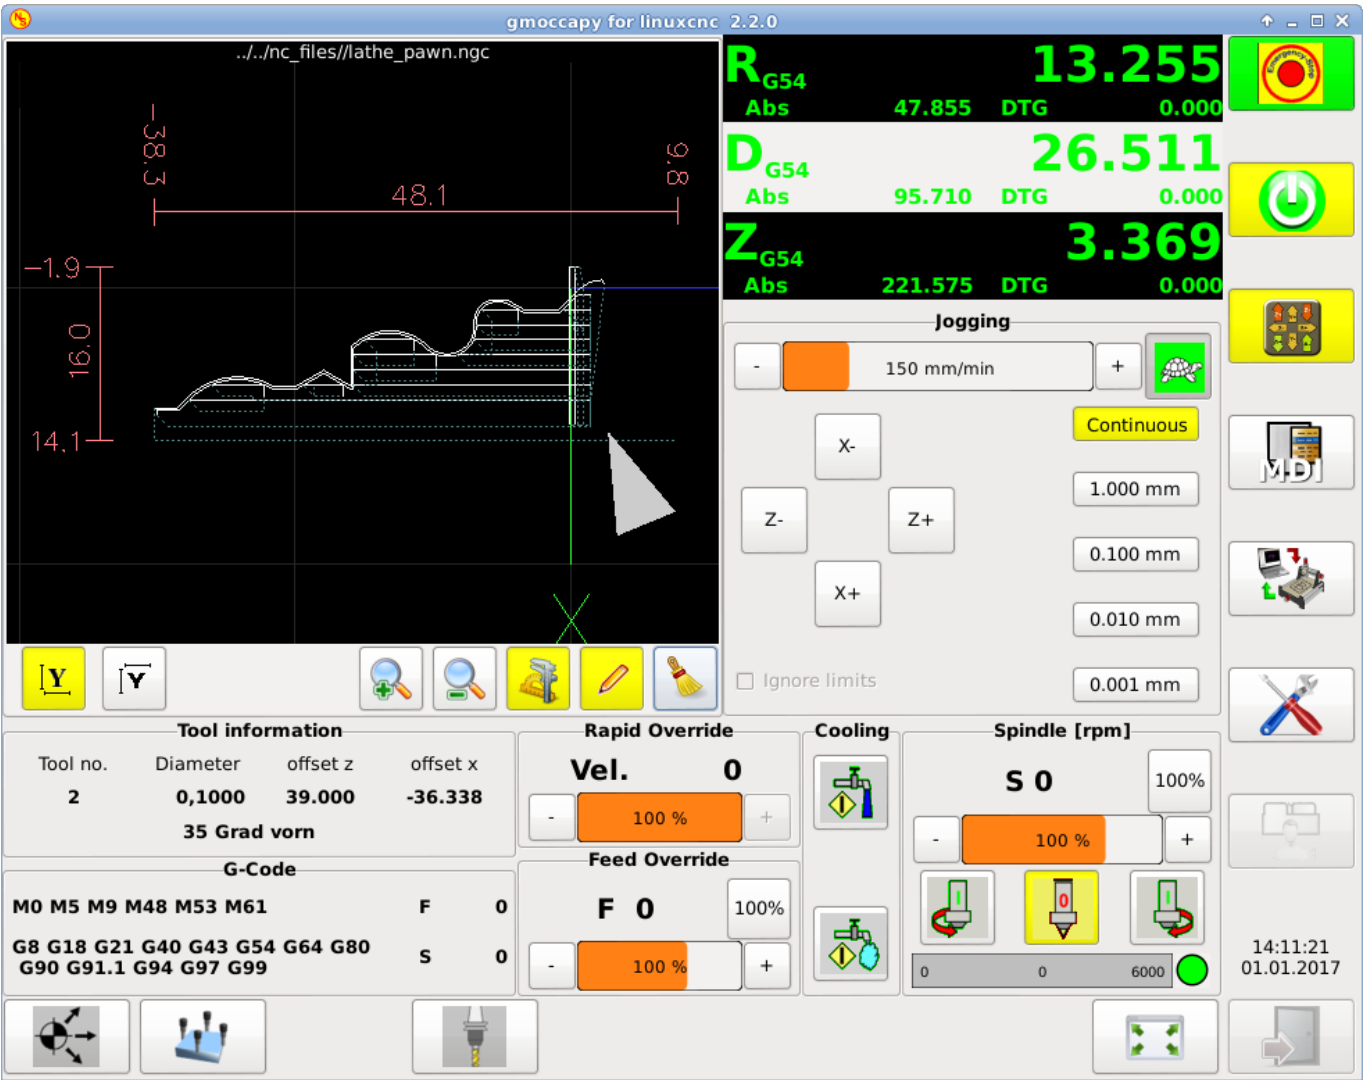 gmoccapy for linuxcnc 2.2.0
../../nc_files//lathe_pawn.ngc
-38.3
9.8
48.1
-1.9
16.0
14.1
R G54 13.255
Abs 47.855 DTG 0.000
D G54 26.511
Abs 95.710 DTG 0.000
Z G54 3.369
Abs 221.575 DTG 0.000
Emergency-Stop
Jogging
- 150 mm/min +
Continuous
X-
1.000 mm
Z- Z+
0.100 mm
X+
0.010 mm
Ignore limits
0.001 mm
MDI
Y
Y
Tool information
Tool no. Diameter offset z offset x
2 0,1000 39.000 -36.338
35 Grad vorn
G-Code
M0 M5 M9 M48 M53 M61
F 0
G8 G18 G21 G40 G43 G54 G64 G80
G90 G91.1 G94 G97 G99
S 0
Rapid Override
Vel. 0
- 100 % +
Feed Override
F 0 100%
- 100 % +
Cooling
Spindle [rpm]
S 0 100%
- 100 % +
I 0 I
0 0 6000
14:11:21
01.01.2017